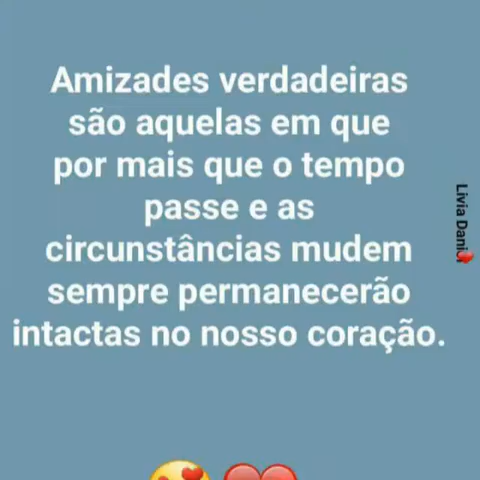 Amizades verdadeiras
são aquelas em que
por mais que o tempo
passe e as
circunstâncias mudem
sempre permanecerão
intactas no nosso coração.
Livia